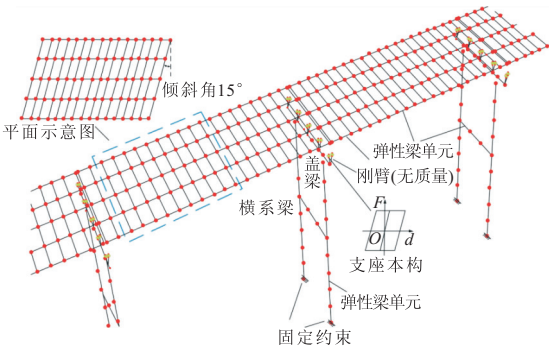 倾斜角15°
平面示意图
弹性梁单元
刚臂(无质量)
盖
梁
横系梁
F
O
d
支座本构
弹性梁单元
固定约束